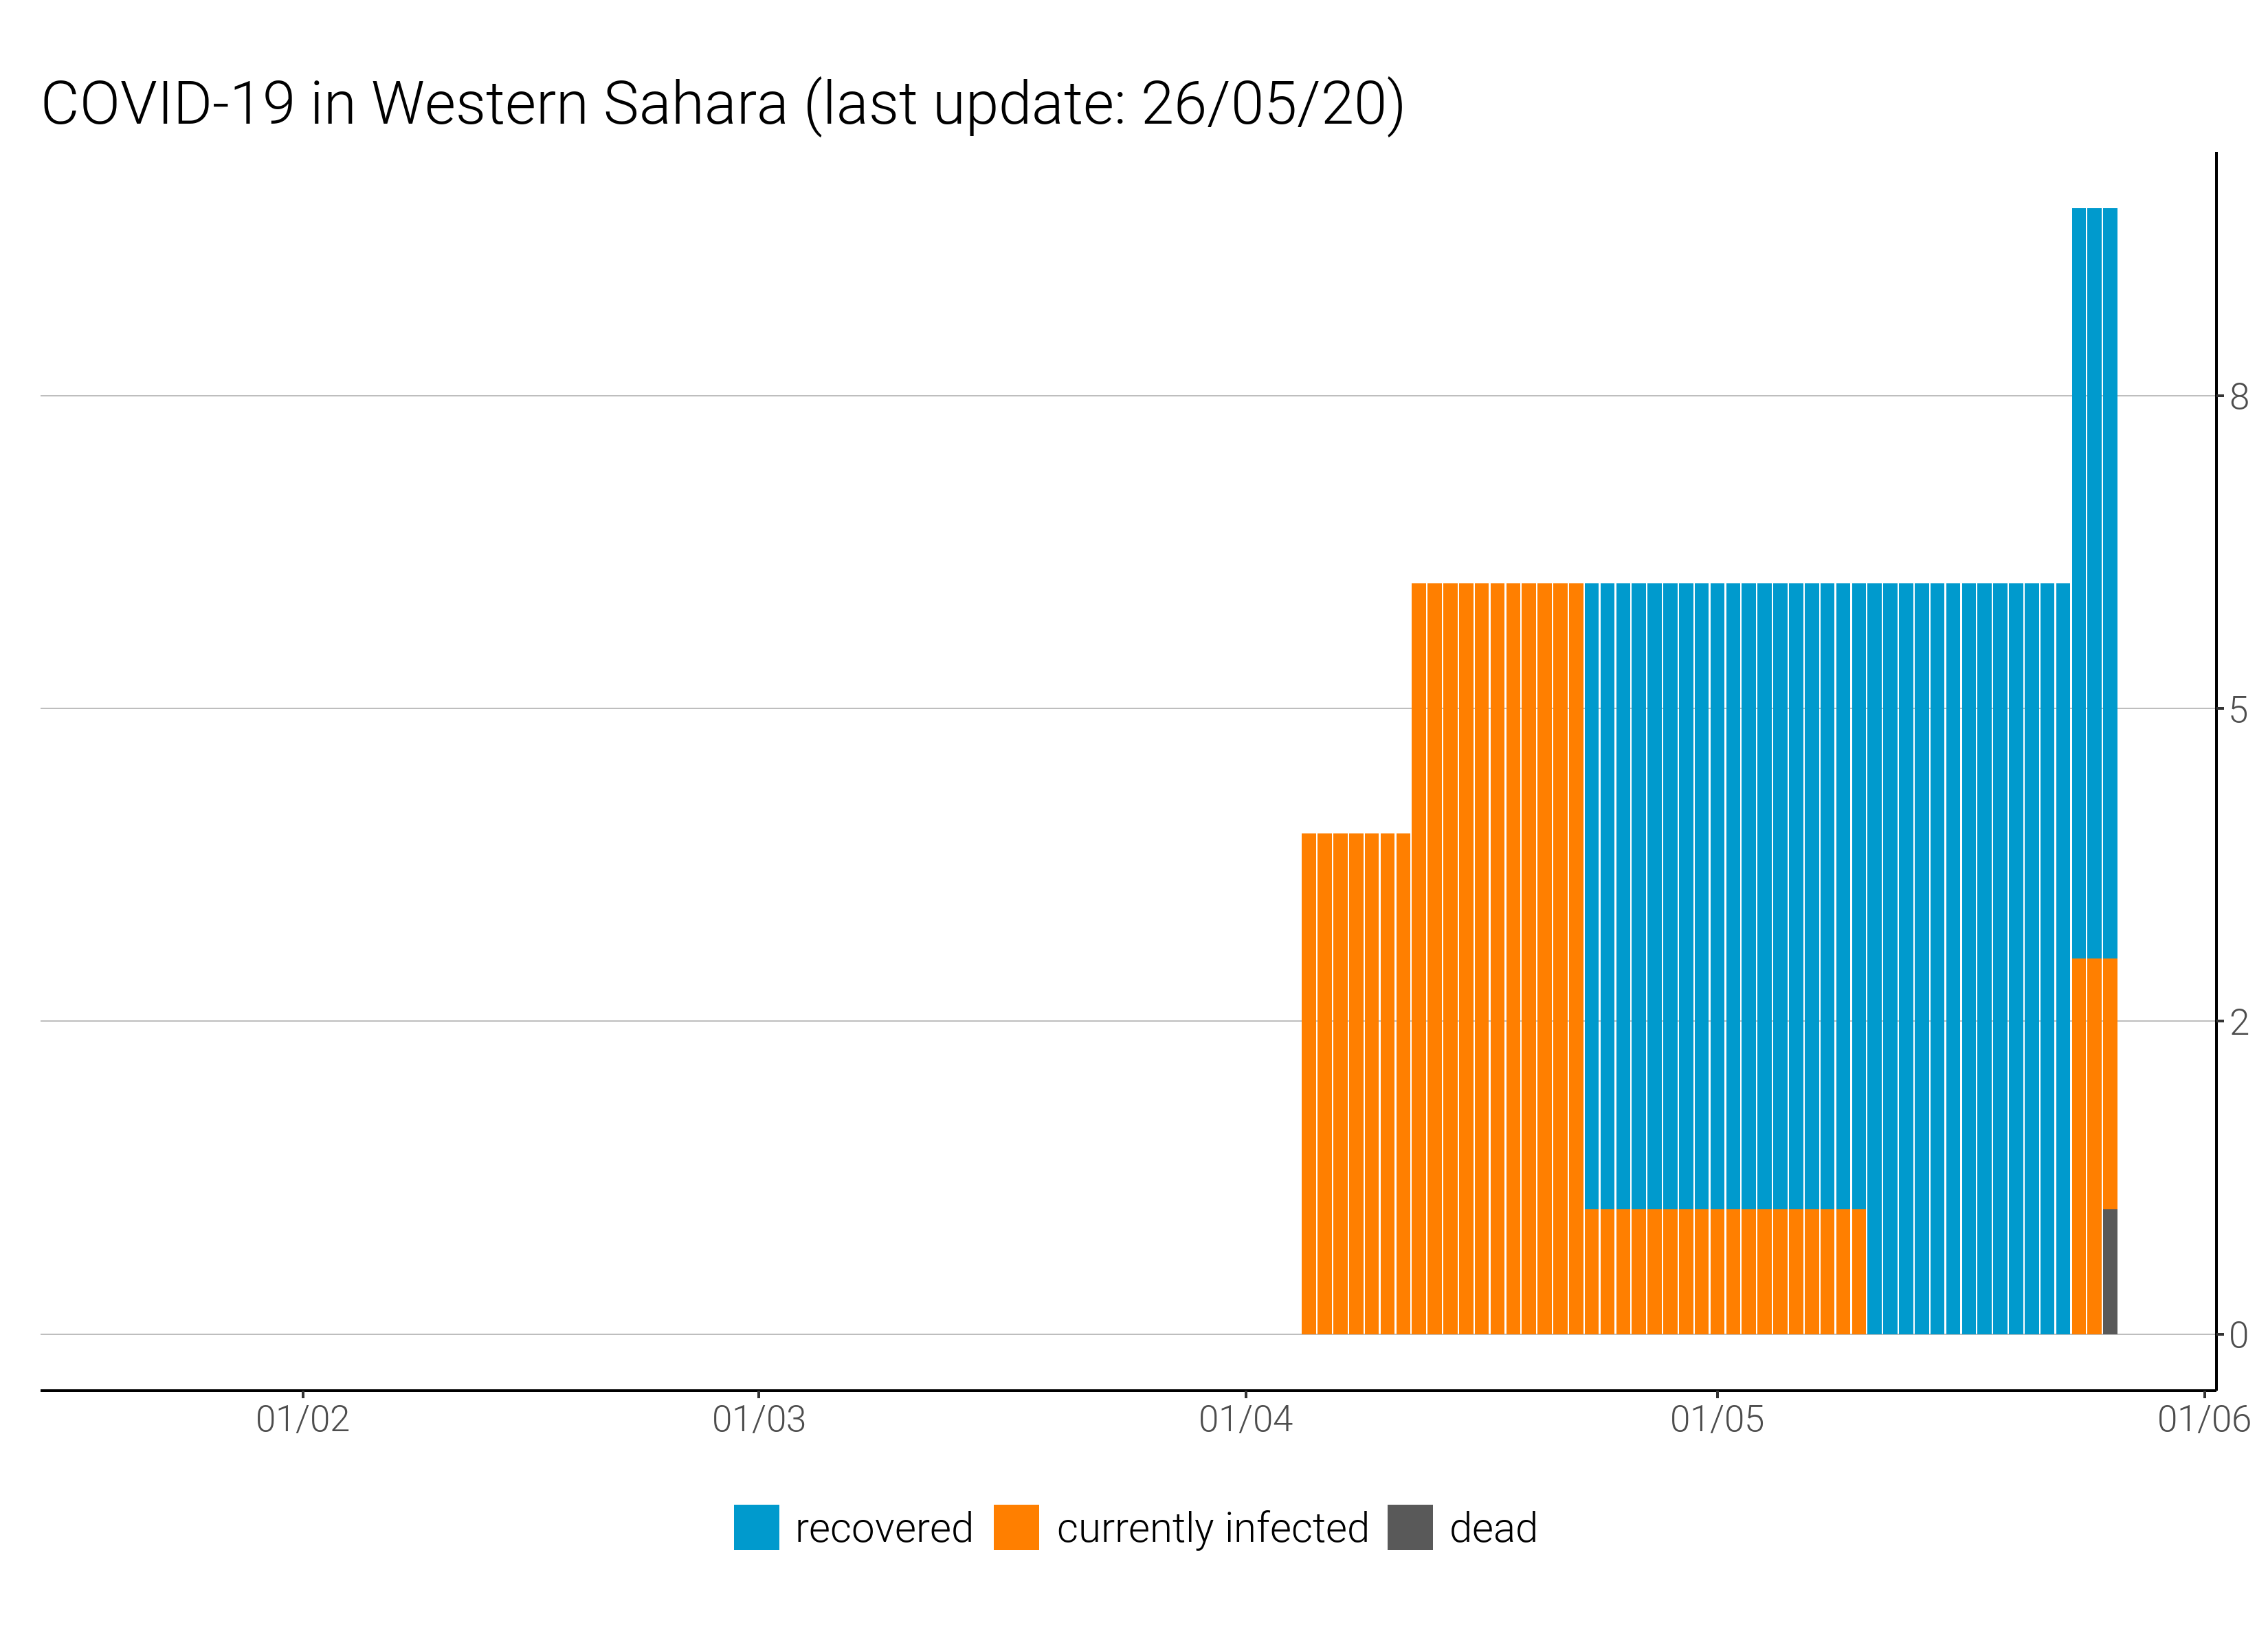 COVID-19 in Western Sahara (last update: 26/05/20)
8
5
2
0
01/02 01/03 01/04 01/05 01/06
recovered currently infected dead